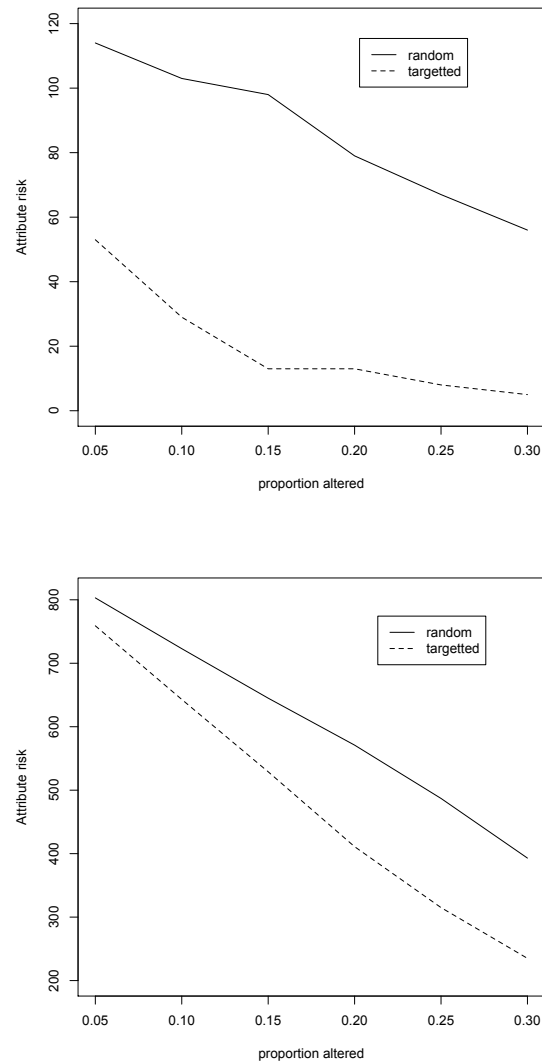 120
100
80
60
40
20
0
Attribute risk
random
targetted
0.05 0.10 0.15 0.20 0.25 0.30
proportion altered
800
700
600
500
400
300
200
Attribute risk
random
targetted
0.05 0.10 0.15 0.20 0.25 0.30
proportion altered